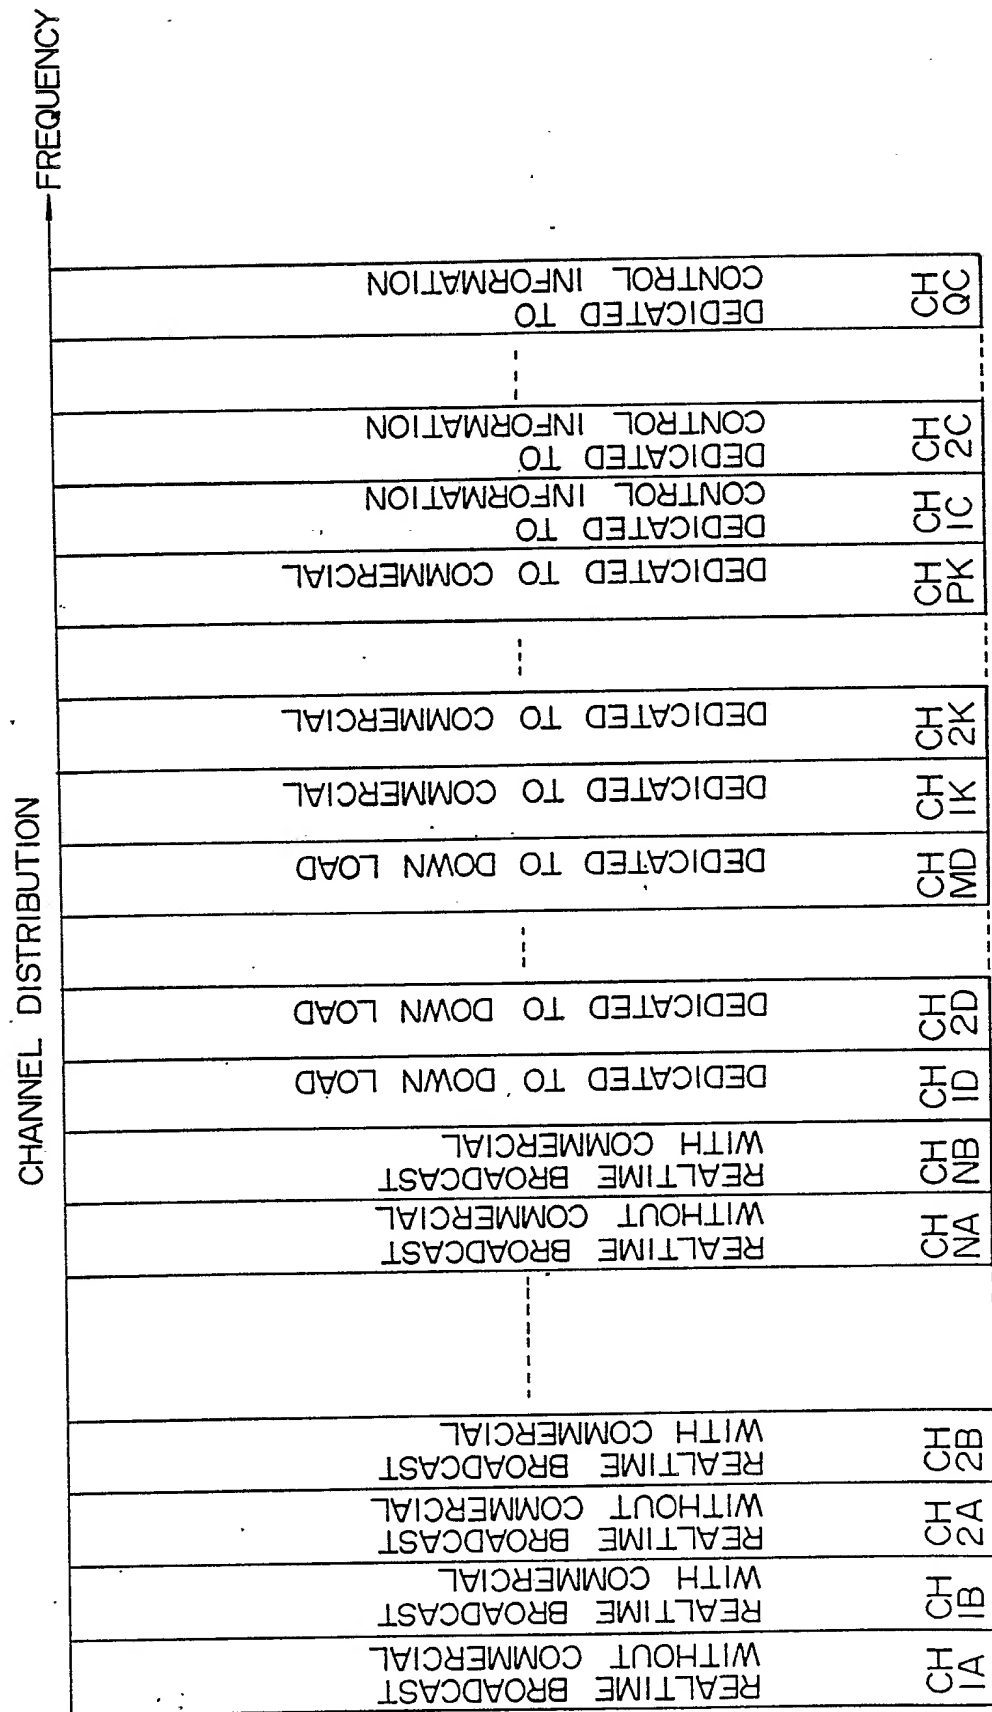 CHANNEL DISTRIBUTION
FREQUENCY
REALTIME BROADCAST
WITHOUT COMMERCIAL
CH
1A
REALTIME BROADCAST
WITH COMMERCIAL
CH
1B
REALTIME BROADCAST
WITHOUT COMMERCIAL
CH
2A
REALTIME BROADCAST
WITH COMMERCIAL
CH
2B
REALTIME BROADCAST
WITHOUT COMMERCIAL
CH
NA
REALTIME BROADCAST
WITH COMMERCIAL
CH
NB
DEDICATED TO DOWN LOAD
CH
1D
DEDICATED TO DOWN LOAD
CH
2D
DEDICATED TO DOWN LOAD
CH
MD
DEDICATED TO COMMERCIAL
CH
1K
DEDICATED TO COMMERCIAL
CH
2K
DEDICATED TO COMMERCIAL
CH
PK
DEDICATED TO
CONTROL INFORMATION
CH
1C
DEDICATED TO
CONTROL INFORMATION
CH
2C
DEDICATED TO
CONTROL INFORMATION
CH
QC